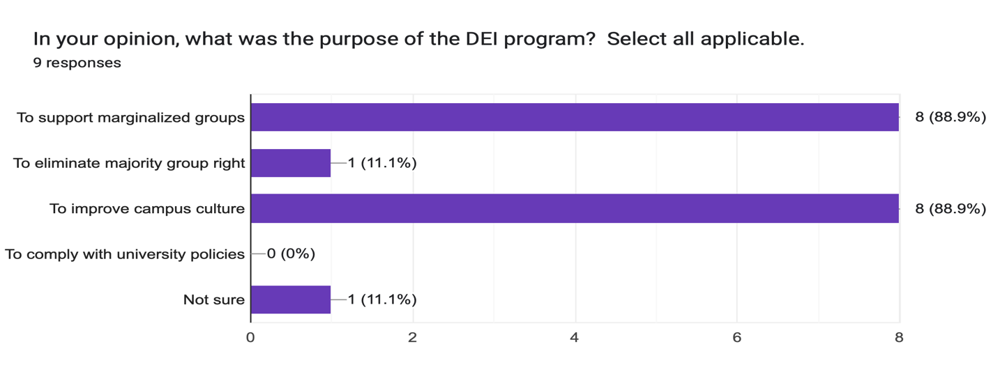 In your opinion, what was the purpose of the DEI program?  Select all applicable.
9 responses
To support marginalized groups 8 (88.9%)
To eliminate majority group right 1 (11.1%)
To improve campus culture 8 (88.9%)
To comply with university policies 0 (0%)
Not sure 1 (11.1%)
0 2 4 6 8